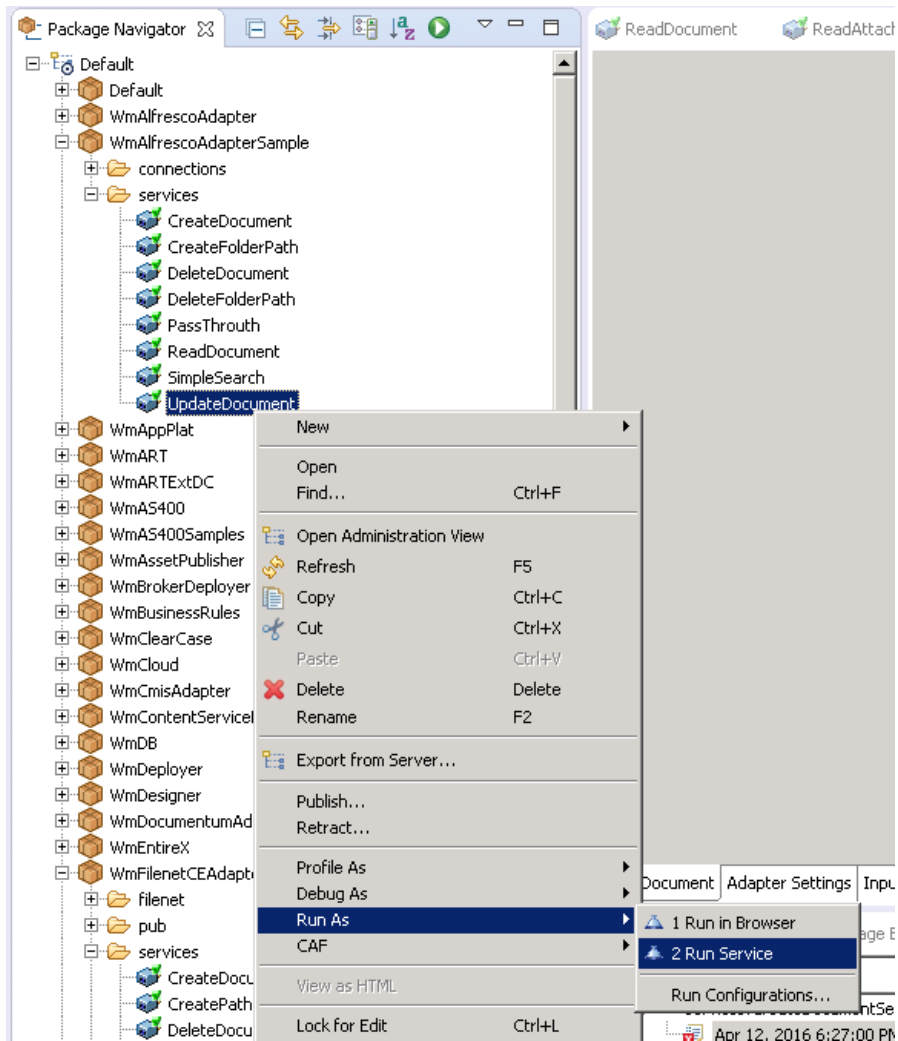 Package Navigator
ReadDocument
ReadAttach
Default
Default
WmAlfrescoAdapter
WmAlfrescoAdapterSample
connections
services
CreateDocument
CreateFolderPath
DeleteDocument
DeleteFolderPath
PassThrouth
ReadDocument
SimpleSearch
UpdateDocument
WmAppPlat
WmART
WmARTExtDC
WmAS400
WmAS400Samples
WmAssetPublisher
WmBrokerDeployer
WmBusinessRules
WmClearCase
WmCloud
WmCmisAdapter
WmContentServiceI
WmDB
WmDeployer
WmDesigner
WmDocumentumAd
WmEntireX
WmFilenetCEAdapt
filenet
pub
services
CreateDocu
CreatePath
DeleteDocu
New
Open
Find... Ctrl+F
Open Administration View
Refresh F5
Copy Ctrl+C
Cut Ctrl+X
Paste Ctrl+V
Delete Delete
Rename F2
Export from Server...
Publish...
Retract...
Profile As
Debug As
Run As
CAF
View as HTML
Lock for Edit Ctrl+L
Document Adapter Settings Inpu
1 Run in Browser
age E
2 Run Service
Run Configurations...
ntSe
Apr 12, 2016 6:27:00 PM